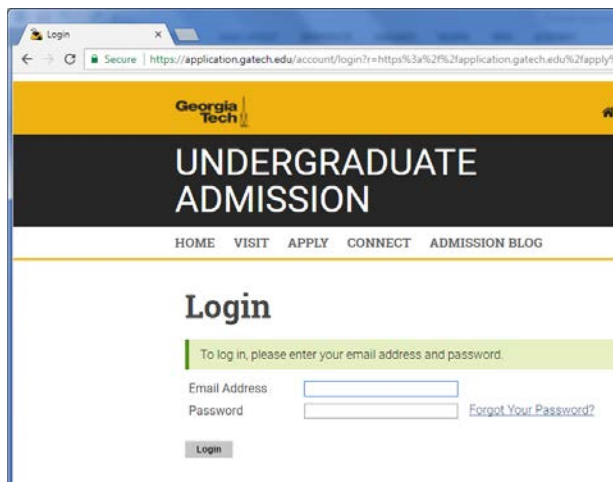 Login
Secure https://application.gatech.edu/account/login?r=https%3a%2f%2fapplication.gatech.edu%2fapply%
Georgia
Tech
UNDERGRADUATE
ADMISSION
HOME VISIT APPLY CONNECT ADMISSION BLOG
Login
To log in, please enter your email address and password.
Email Address
Password Forgot Your Password?
Login